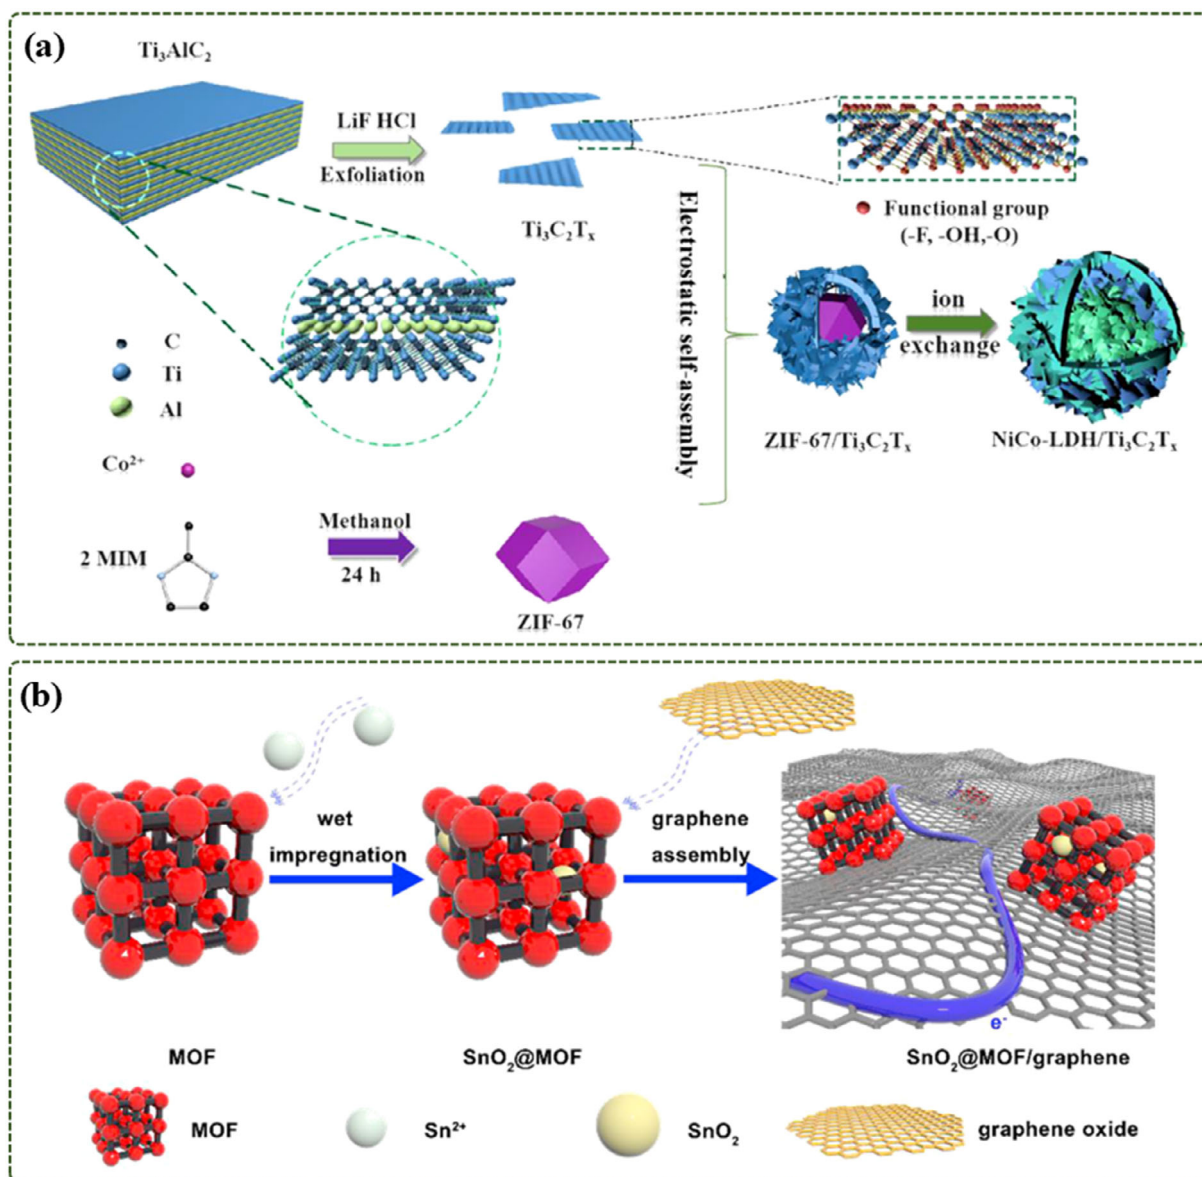 (a)
Ti₃AlC₂
LiF HCl
Exfoliation
Ti₃C₂Tₓ
Functional group
(-F, -OH,-O)
Electrostatic self-assembly
C
Ti
Al
Co²⁺
2 MIM
Methanol
24 h
ZIF-67
ZIF-67/Ti₃C₂Tₓ
ion
exchange
NiCo-LDH/Ti₃C₂Tₓ
(b)
wet
impregnation
graphene
assembly
e⁻
MOF
SnO₂@MOF
SnO₂@MOF/graphene
MOF
Sn²⁺
SnO₂
graphene oxide